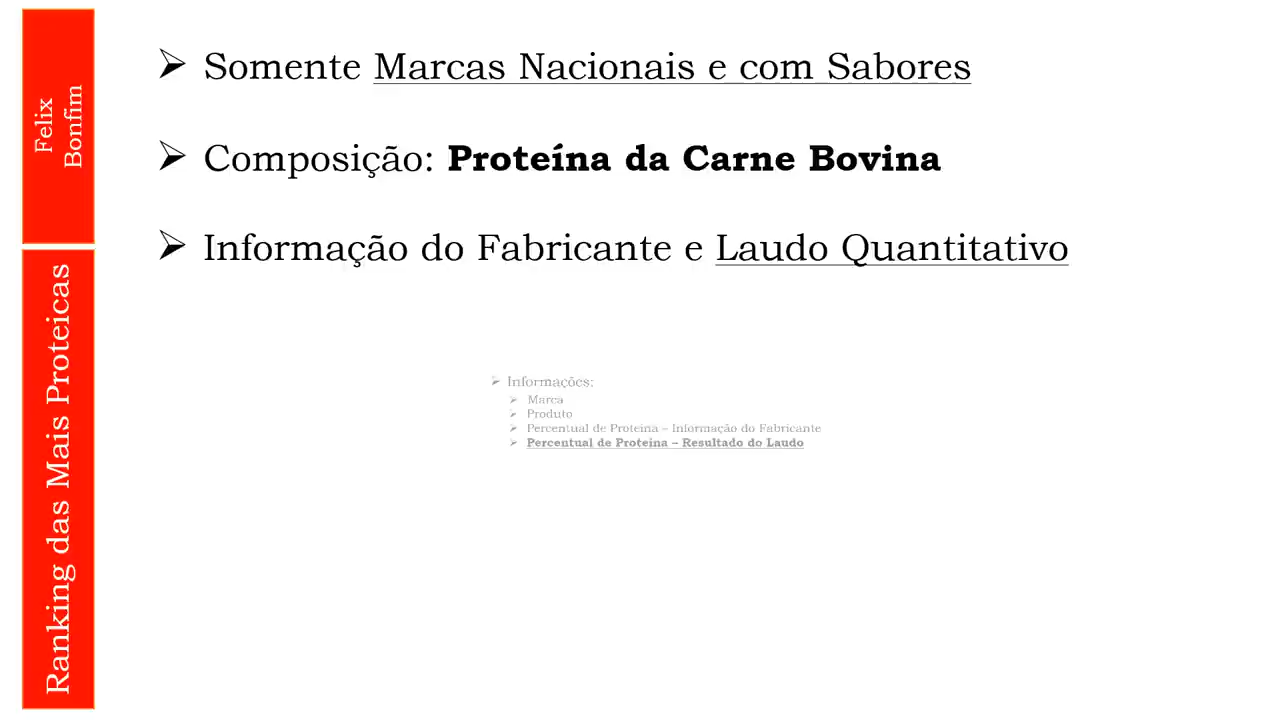 Felix
Bonfim
Ranking das Mais Proteicas
Somente Marcas Nacionais e com Sabores
Composição: Proteína da Carne Bovina
Informação do Fabricante e Laudo Quantitativo
Informações:
Marca
Produto
Percentual de Proteína – Informação do Fabricante
Percentual de Proteína – Resultado do Laudo